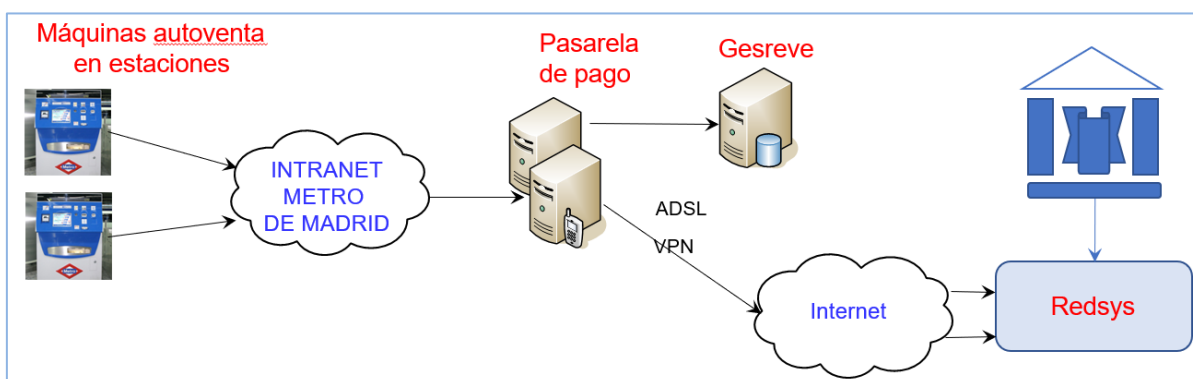 Máquinas autoventa
en estaciones
Pasarela
de pago
Gesreve
INTRANET
METRO
DE MADRID
ADSL
VPN
Internet
Redsys